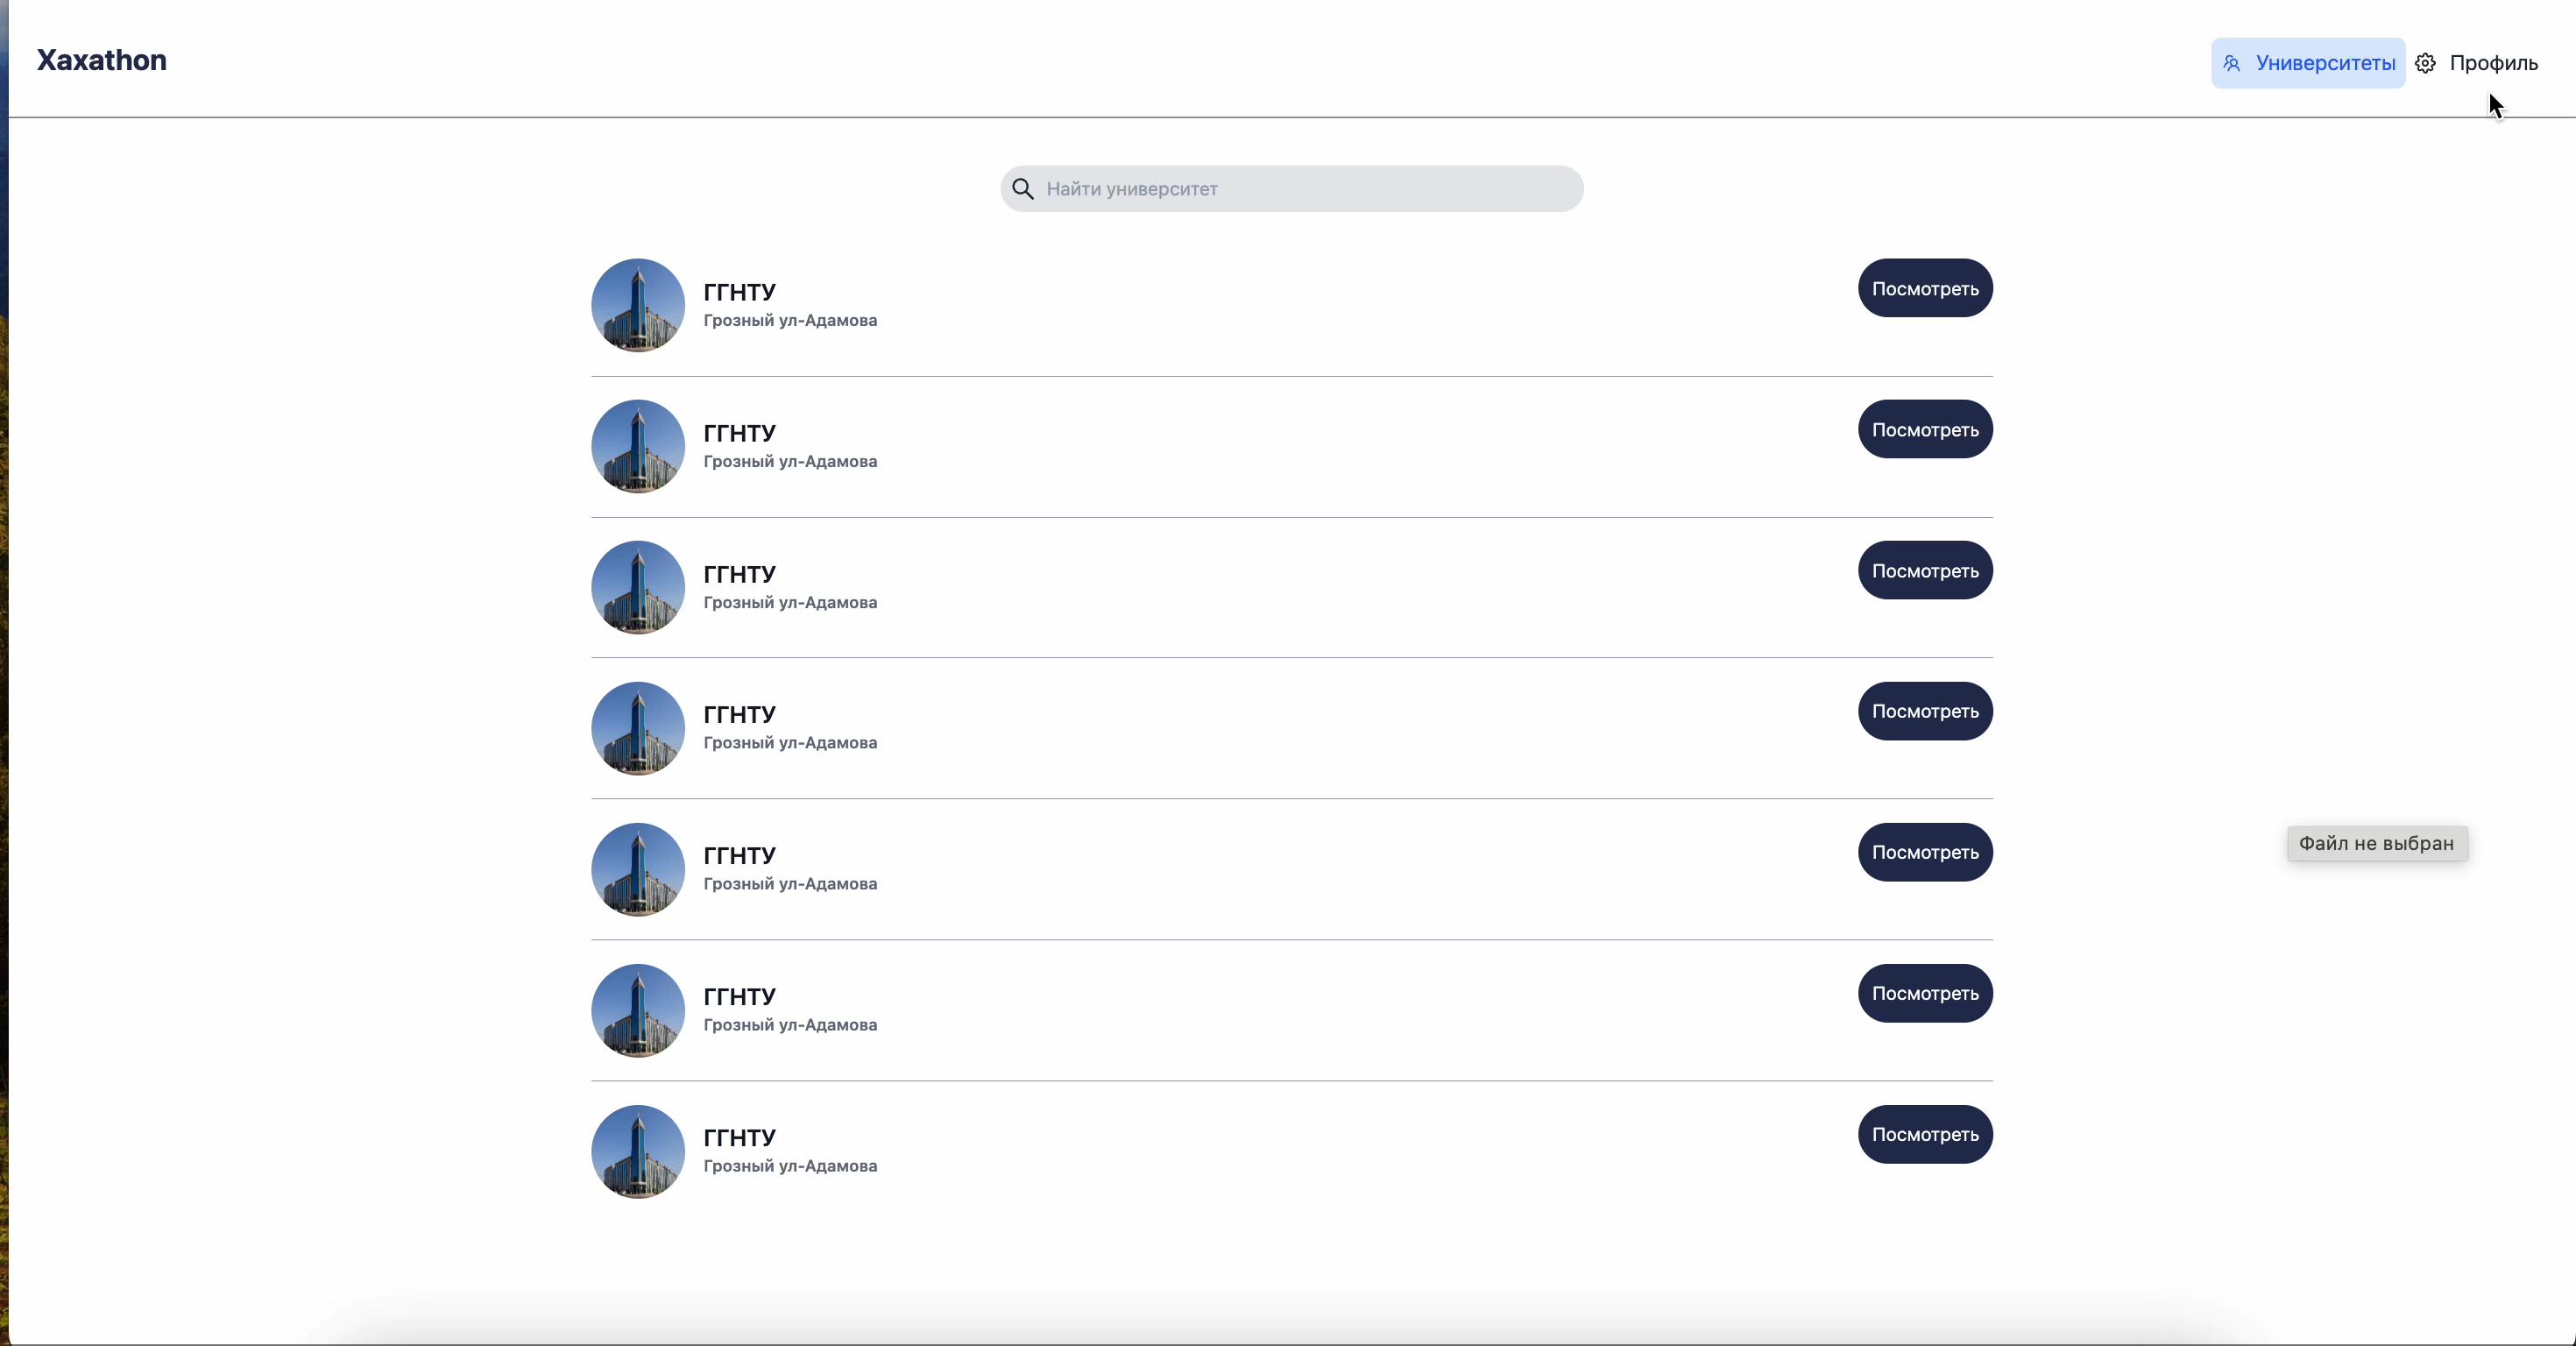 Xaxathon
Университеты
Профиль
Найти университет
ГГНТУ
Грозный ул-Адамова
Посмотреть
ГГНТУ
Грозный ул-Адамова
Посмотреть
ГГНТУ
Грозный ул-Адамова
Посмотреть
ГГНТУ
Грозный ул-Адамова
Посмотреть
ГГНТУ
Грозный ул-Адамова
Посмотреть
Файл не выбран
ГГНТУ
Грозный ул-Адамова
Посмотреть
ГГНТУ
Грозный ул-Адамова
Посмотреть